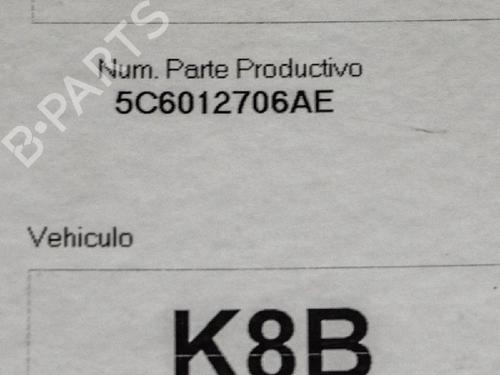 B-PARTS
Num. Parte Productivo
5C6012706AE
Vehiculo
K8B